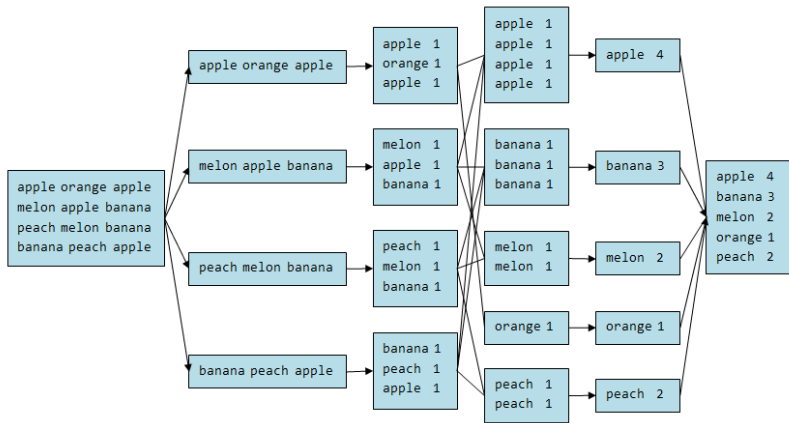 apple orange apple
melon apple banana
peach melon banana
banana peach apple
apple orange apple
melon apple banana
peach melon banana
banana peach apple
apple 1
orange 1
apple 1
melon 1
apple 1
banana 1
peach 1
melon 1
banana 1
banana 1
peach 1
apple 1
apple 1
apple 1
apple 1
apple 1
banana 1
banana 1
banana 1
melon 1
melon 1
orange 1
peach 1
peach 1
apple 4
banana 3
melon 2
orange 1
peach 2
apple 4
banana 3
melon 2
orange 1
peach 2